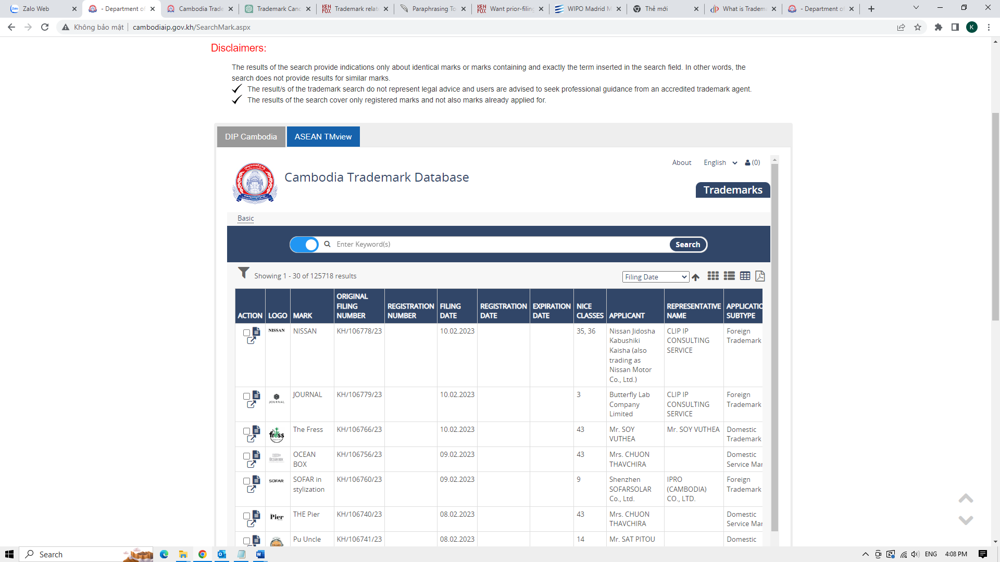 Zalo Web
- Department of
Cambodia Trade
Trademark Canc
KEN FOX Trademark relat
Paraphrasing To
KEN FOX Want prior-filing
WIPO Madrid M
Thẻ mới
What is Tradem
- Department of
Không bảo mật
cambodiaip.gov.kh/SearchMark.aspx
K
Disclaimers:
The results of the search provide indications only about identical marks or marks containing and exactly the term inserted in the search field. In other words, the
search does not provide results for similar marks.
The result/s of the trademark search do not represent legal advice and users are advised to seek professional guidance from an accredited trademark agent.
The results of the search cover only registered marks and not also marks already applied for.
DIP Cambodia
ASEAN TMview
About
English
(0)
Cambodia Trademark Database
Trademarks
Basic
Enter Keyword(s)
Search
Showing 1 - 30 of 125718 results
Filing Date
ACTION LOGO MARK ORIGINAL FILING NUMBER REGISTRATION NUMBER FILING DATE REGISTRATION DATE EXPIRATION DATE NICE CLASSES APPLICANT REPRESENTATIVE NAME APPLICATIO SUBTYPE
NISSAN NISSAN KH/106778/23 10.02.2023 35, 36 Nissan Jidosha CLIP IP Foreign
Kabushiki CONSULTING Trademark
Kaisha (also SERVICE
trading as
Nissan Motor
Co., Ltd.)
JOURNAL JOURNAL KH/106779/23 10.02.2023 3 Butterfly Lab CLIP IP Foreign
Company CONSULTING Trademark
Limited SERVICE
fress The Fress KH/106766/23 10.02.2023 43 Mr. SOY Mr. SOY VUTHEA Domestic
VUTHEA Trademark
OCEAN BOX OCEAN KH/106756/23 09.02.2023 43 Mrs. CHUON Domestic
BOX THAVCHIRA Service Mar
SOFAR SOFAR in KH/106760/23 09.02.2023 9 Shenzhen IPRO Foreign
stylization SOFARSOLAR (CAMBODIA) Trademark
Co., Ltd. CO., LTD.
Pier THE Pier KH/106740/23 08.02.2023 43 Mrs. CHUON Domestic
THAVCHIRA Service Mar
Pu Uncle KH/106741/23 08.02.2023 14 Mr. SAT PITOU Domestic
Search
ENG
4:08 PM